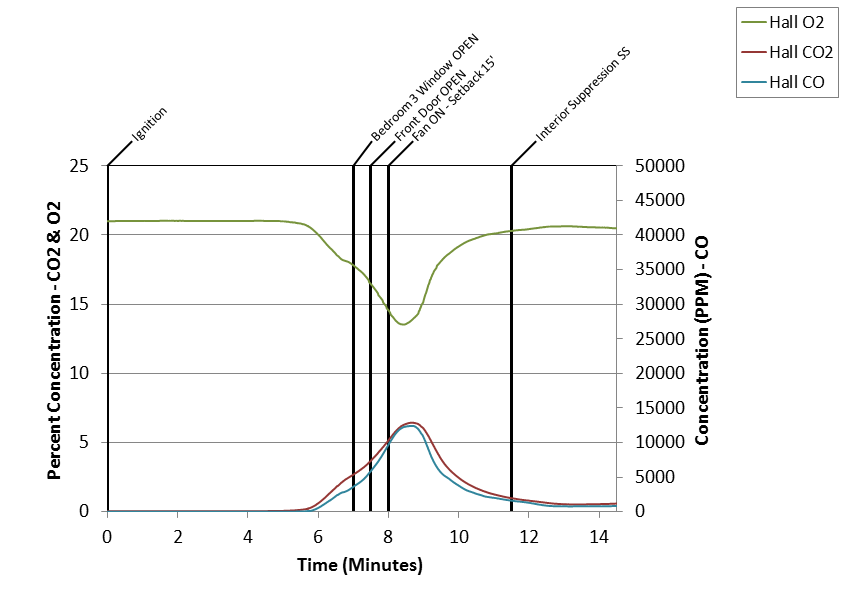 Hall O2
Hall CO2
Hall CO
Ignition
Bedroom 3 Window OPEN
Front Door OPEN
Fan ON - Setback 15'
Interior Suppression SS
Percent Concentration - CO2 & O2
25
20
15
10
5
0
50000
45000
40000
35000
30000
25000
20000
15000
10000
5000
0
Concentration (PPM) - CO
0 2 4 6 8 10 12 14
Time (Minutes)